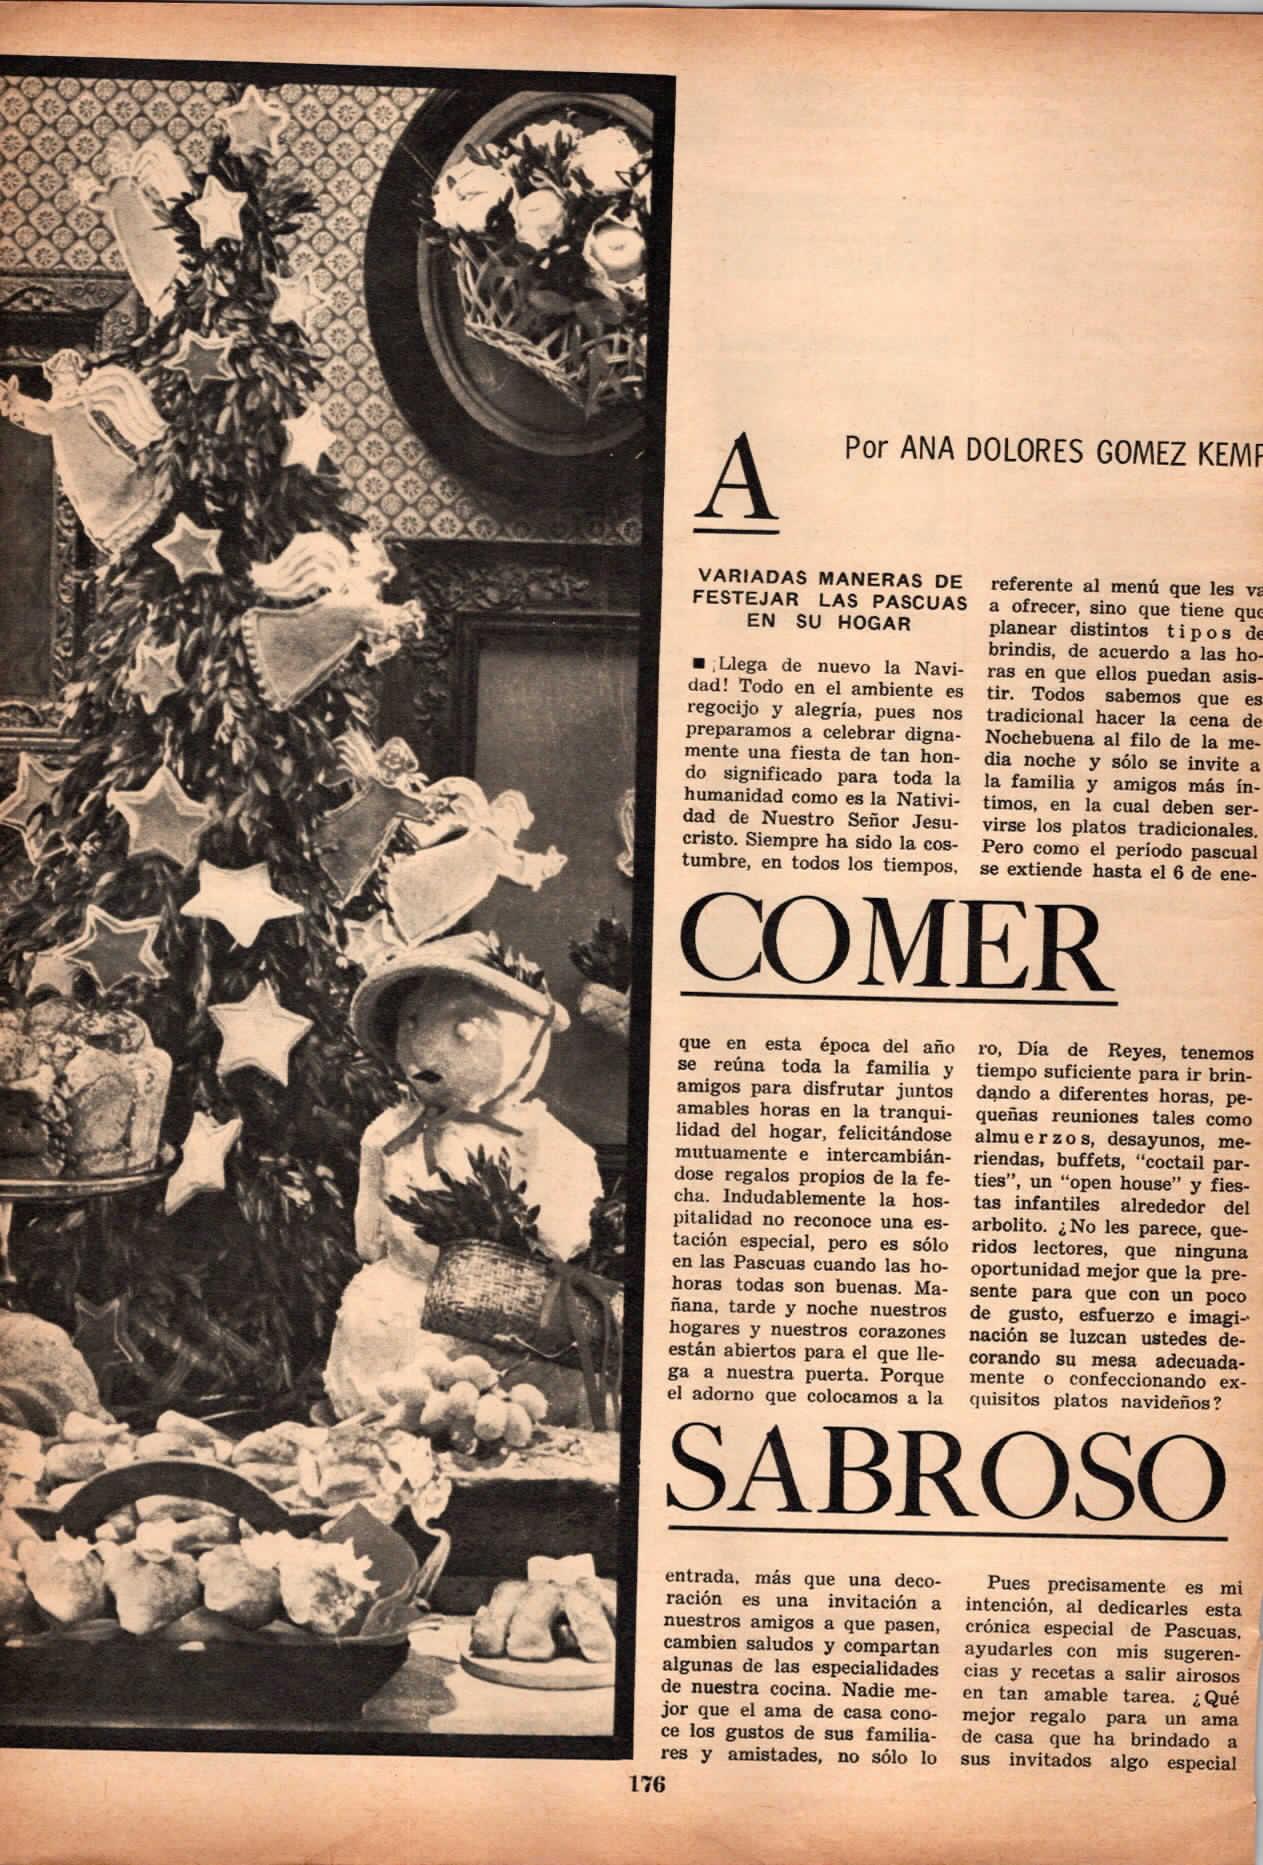 Por ANA DOLORES GOMEZ KEMP
A
VARIADAS MANERAS DE
FESTEJAR LAS PASCUAS
EN SU HOGAR
■ ¡Llega de nuevo la Navi-
dad! Todo en el ambiente es
regocijo y alegría, pues nos
preparamos a celebrar digna-
mente una fiesta de tan hon-
do significado para toda la
humanidad como es la Nativi-
dad de Nuestro Señor Jesu-
cristo. Siempre ha sido la cos-
tumbre, en todos los tiempos,
COMER
que en esta época del año
se reúna toda la familia y
amigos para disfrutar juntos
amables horas en la tranqui-
lidad del hogar, felicitándose
mutuamente e intercambián-
dose regalos propios de la fe-
cha. Indudablemente la hos-
pitalidad no reconoce una es-
tación especial, pero es sólo
en las Pascuas cuando las ho-
horas todas son buenas. Ma-
ñana, tarde y noche nuestros
hogares y nuestros corazones
están abiertos para el que lle-
ga a nuestra puerta. Porque
el adorno que colocamos a la
SABROSO
entrada, más que una deco-
ración es una invitación a
nuestros amigos a que pasen,
cambien saludos y compartan
algunas de las especialidades
de nuestra cocina. Nadie me-
jor que el ama de casa cono-
ce los gustos de sus familia-
res y amistades, no sólo lo
referente al menú que les va
a ofrecer, sino que tiene que
planear distintos tipos de
brindis, de acuerdo a las ho-
ras en que ellos puedan asis-
tir. Todos sabemos que es
tradicional hacer la cena de
Nochebuena al filo de la me-
dia noche y sólo se invite a
la familia y amigos más ín-
timos, en la cual deben ser-
virse los platos tradicionales.
Pero como el período pascual
se extiende hasta el 6 de ene-
ro, Día de Reyes, tenemos
tiempo suficiente para ir brin-
dando a diferentes horas, pe-
queñas reuniones tales como
almuerzos, desayunos, me-
riendas, buffets, "coctail par-
ties", un "open house" y fies-
tas infantiles alrededor del
arbolito. ¿No les parece, que-
ridos lectores, que ninguna
oportunidad mejor que la pre-
sente para que con un poco
de gusto, esfuerzo e imagi-
nación se luzcan ustedes de-
corando su mesa adecuada-
mente o confeccionando ex-
quisitos platos navideños?
Pues precisamente es mi
intención, al dedicarles esta
crónica especial de Pascuas,
ayudarles con mis sugeren-
cias y recetas a salir airosos
en tan amable tarea. ¿Qué
mejor regalo para un ama
de casa que ha brindado a
sus invitados algo especial
176